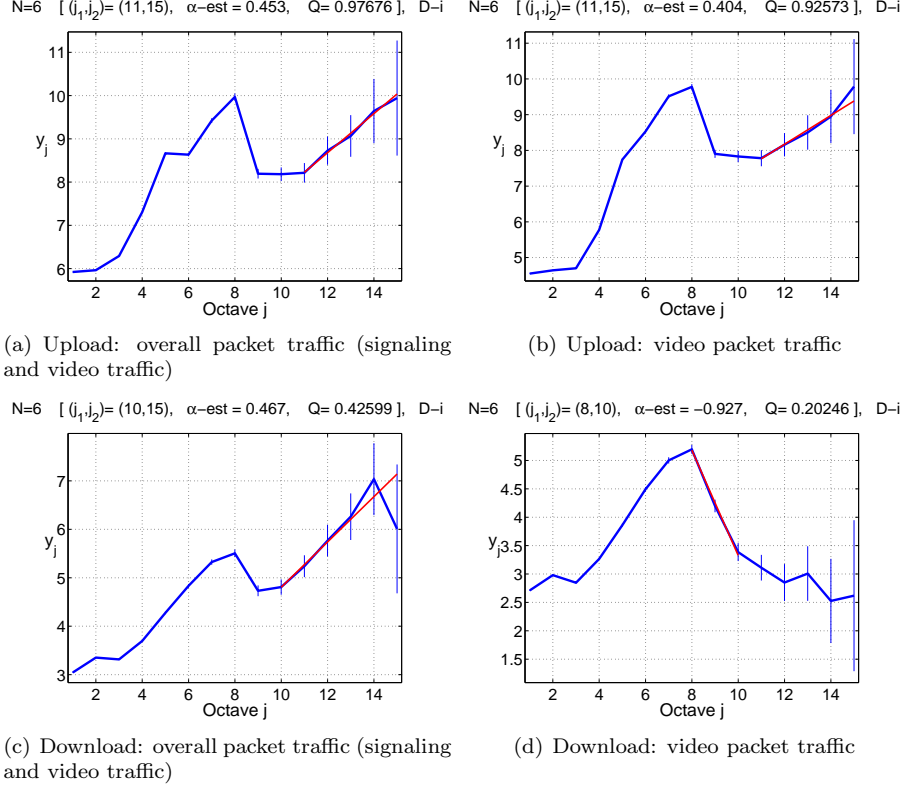 N=6 [ (j1,j2)= (11,15), α−est = 0.453, Q= 0.97676 ], D−i
N=6 [ (j1,j2)= (11,15), α−est = 0.404, Q= 0.92573 ], D−i
11
10
9
8
7
6
yj
2 4 6 8 10 12 14
Octave j
11
10
9
8
7
6
5
yj
2 4 6 8 10 12 14
Octave j
(a) Upload: overall packet traffic (signaling
and video traffic)
(b) Upload: video packet traffic
N=6 [ (j1,j2)= (10,15), α−est = 0.467, Q= 0.42599 ], D−i
N=6 [ (j1,j2)= (8,10), α−est = −0.927, Q= 0.20246 ], D−i
7
6
5
4
3
yj
2 4 6 8 10 12 14
Octave j
5
4.5
4
3.5
3
2.5
2
1.5
yj
2 4 6 8 10 12 14
Octave j
(c) Download: overall packet traffic (signaling
and video traffic)
(d) Download: video packet traffic